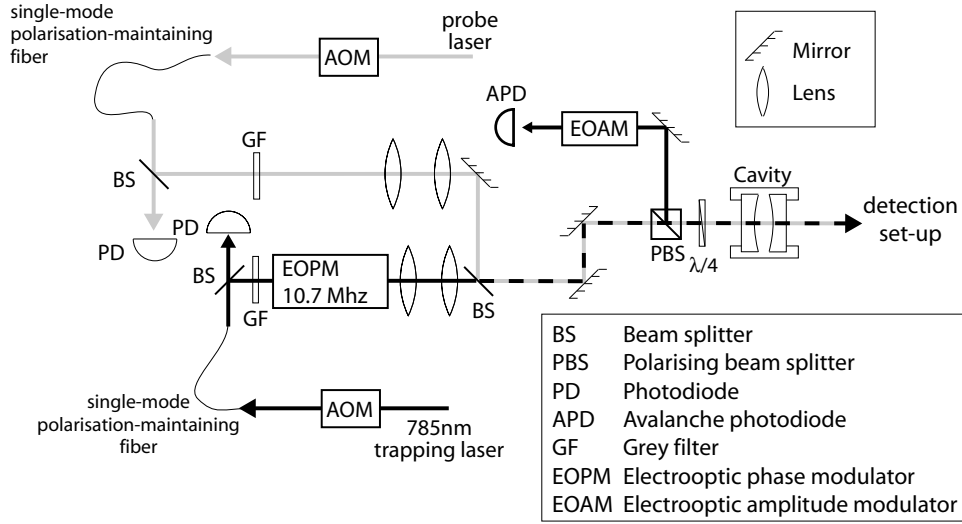 single-mode
polarisation-maintaining
fiber
probe
laser
AOM
APD
EOAM
Mirror
Lens
GF
BS
Cavity
PD
PD
PBS
λ/4
detection
set-up
BS
EOPM
10.7 Mhz
GF
BS
single-mode
polarisation-maintaining
fiber
AOM
785nm
trapping laser
BS Beam splitter
PBS Polarising beam splitter
PD Photodiode
APD Avalanche photodiode
GF Grey filter
EOPM Electrooptic phase modulator
EOAM Electrooptic amplitude modulator